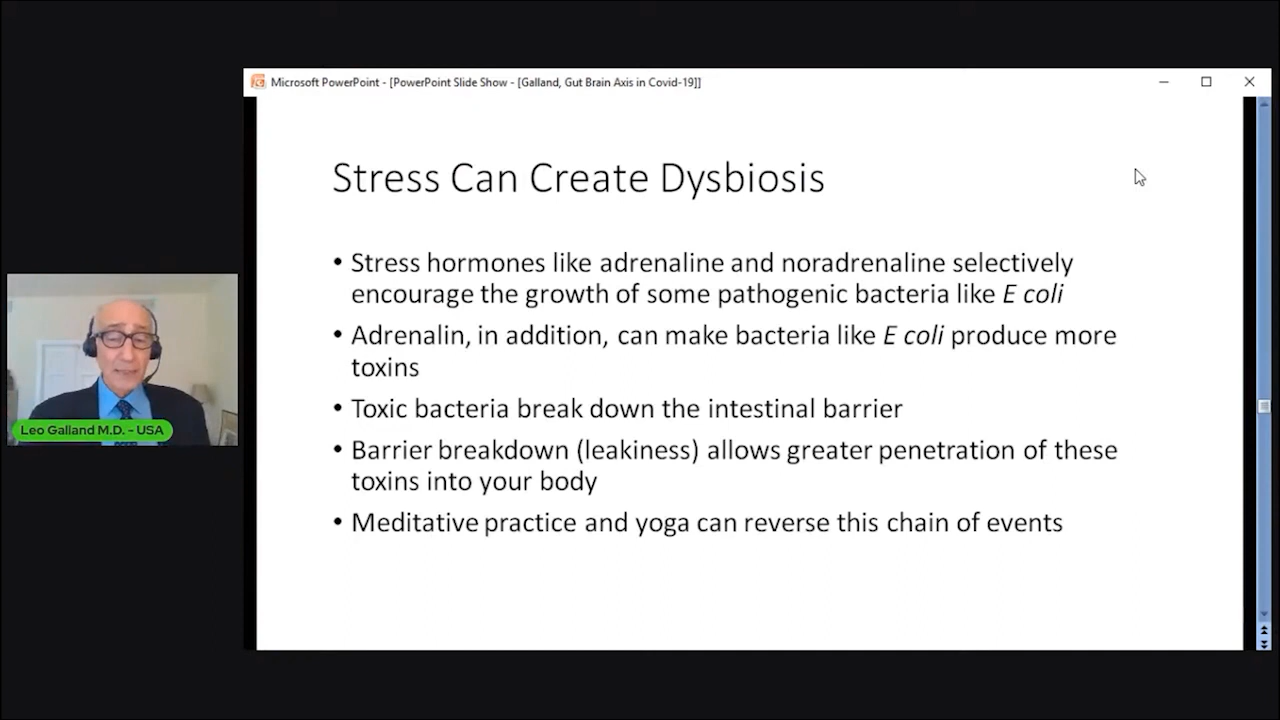 Microsoft PowerPoint - [PowerPoint Slide Show - [Galland, Gut Brain Axis in Covid-19]]
Stress Can Create Dysbiosis
• Stress hormones like adrenaline and noradrenaline selectively
encourage the growth of some pathogenic bacteria like E coli
• Adrenalin, in addition, can make bacteria like E coli produce more
toxins
• Toxic bacteria break down the intestinal barrier
• Barrier breakdown (leakiness) allows greater penetration of these
toxins into your body
• Meditative practice and yoga can reverse this chain of events
Leo Galland M.D. - USA